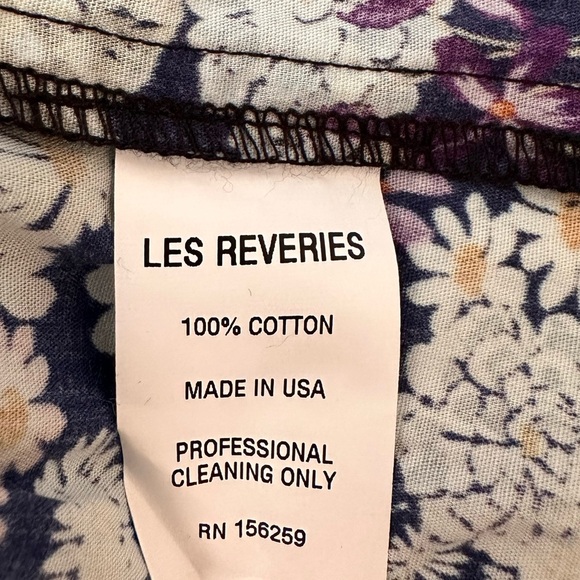 LES REVERIES
100% COTTON
MADE IN USA
PROFESSIONAL
CLEANING ONLY
RN 156259